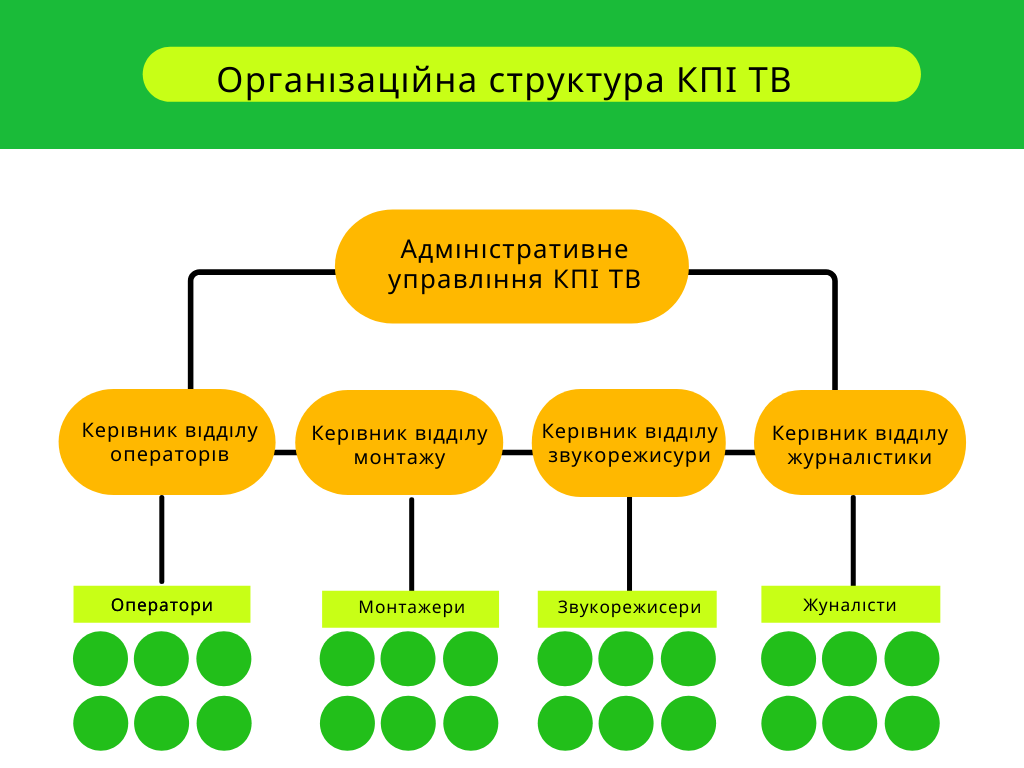 Організаційна структура КПІ ТВ
Адміністративне
управління КПІ ТВ
Керівник відділу
операторів
Керівник відділу
монтажу
Керівник відділу
звукорежисури
Керівник відділу
журналістики
Оператори
Монтажери
Звукорежисери
Жуналісти